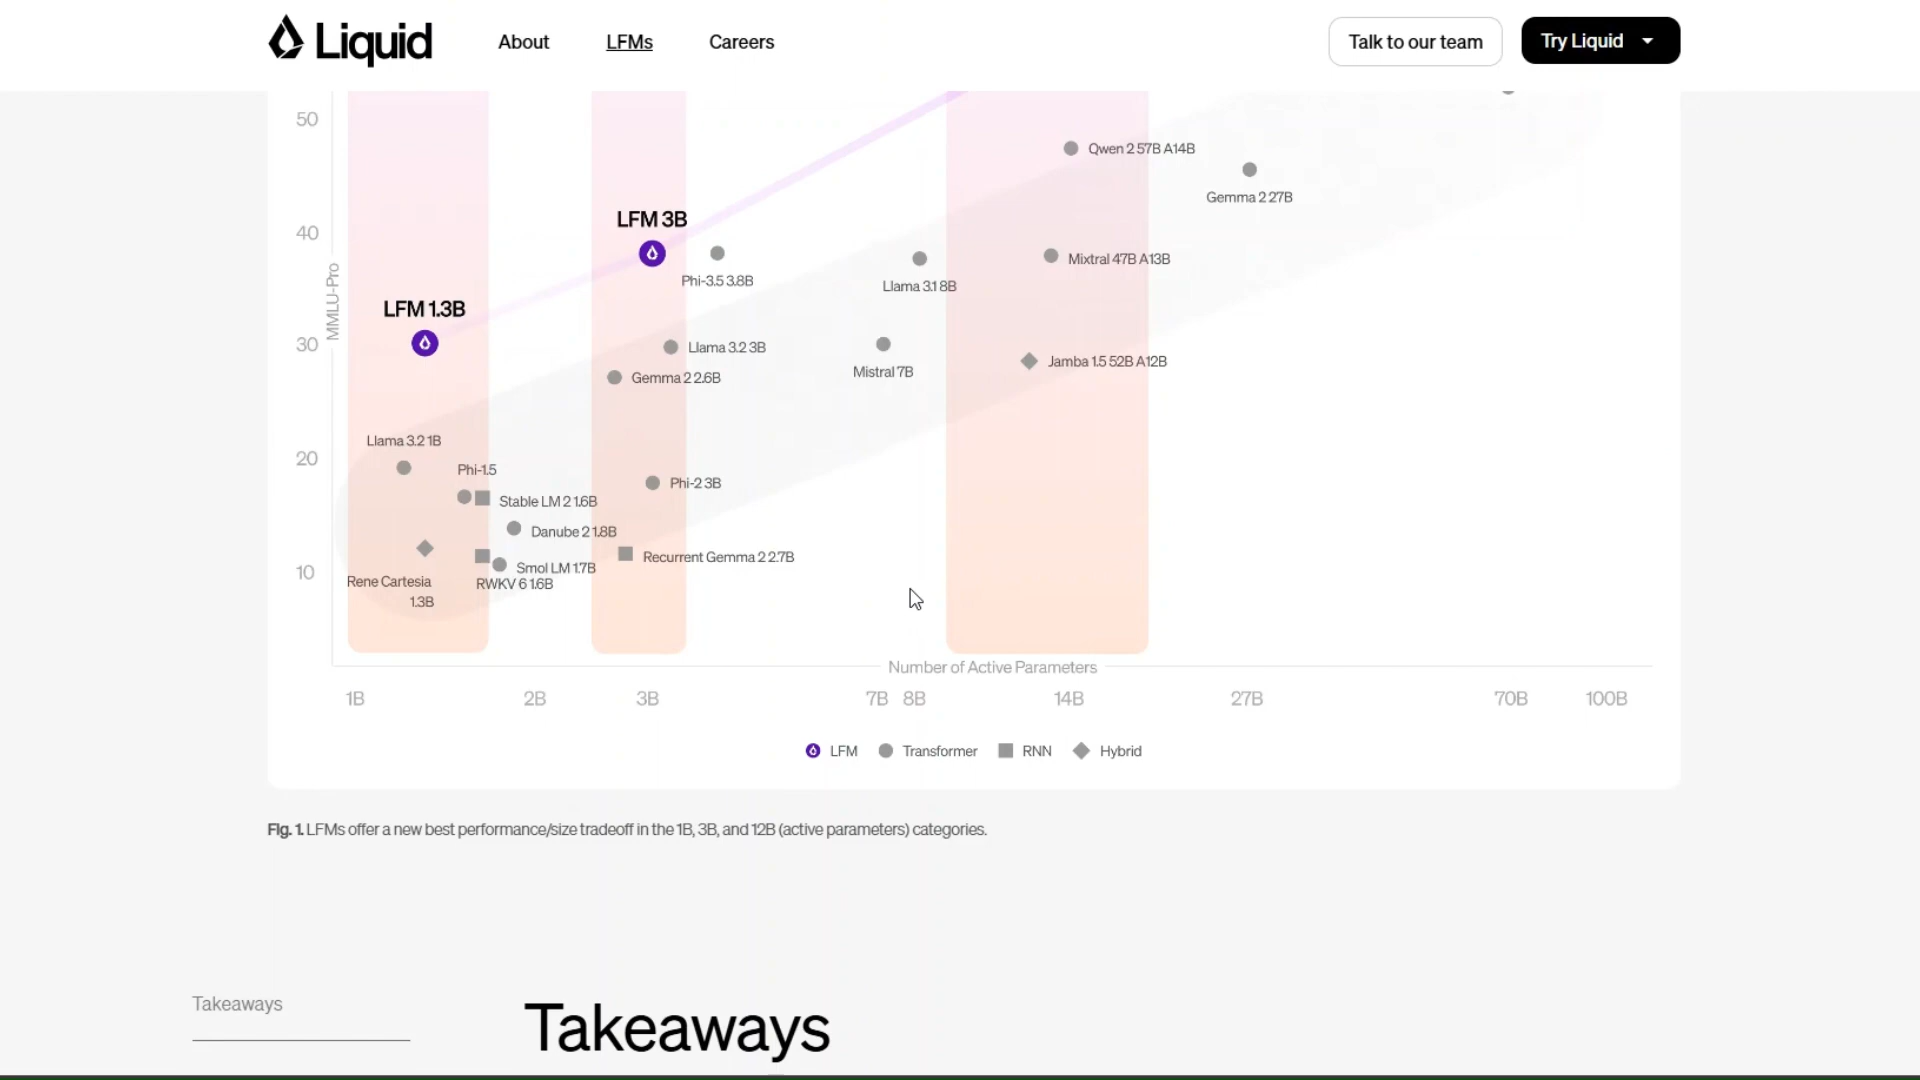 Liquid
About
LFMs
Careers
Talk to our team
Try Liquid
50
40
30
20
10
MMLU-Pro
Qwen 2 57B A14B
Gemma 2 27B
LFM 3B
Phi-3.5 3.8B
Llama 3.1 8B
Mixtral 47B A13B
LFM 1.3B
Llama 3.2 3B
Mistral 7B
Jamba 1.5 52B A12B
Gemma 2 2.6B
Llama 3.2 1B
Phi-1.5
Phi-2 3B
Stable LM 2 1.6B
Danube 2 1.8B
Recurrent Gemma 2 2.7B
Smol LM 1.7B
Rene Cartesia
1.3B
RWKV 6 1.6B
Number of Active Parameters
1B
2B
3B
7B
8B
14B
27B
70B
100B
LFM
Transformer
RNN
Hybrid
Fig. 1. LFMs offer a new best performance/size tradeoff in the 1B, 3B, and 12B (active parameters) categories.
Takeaways
Takeaways